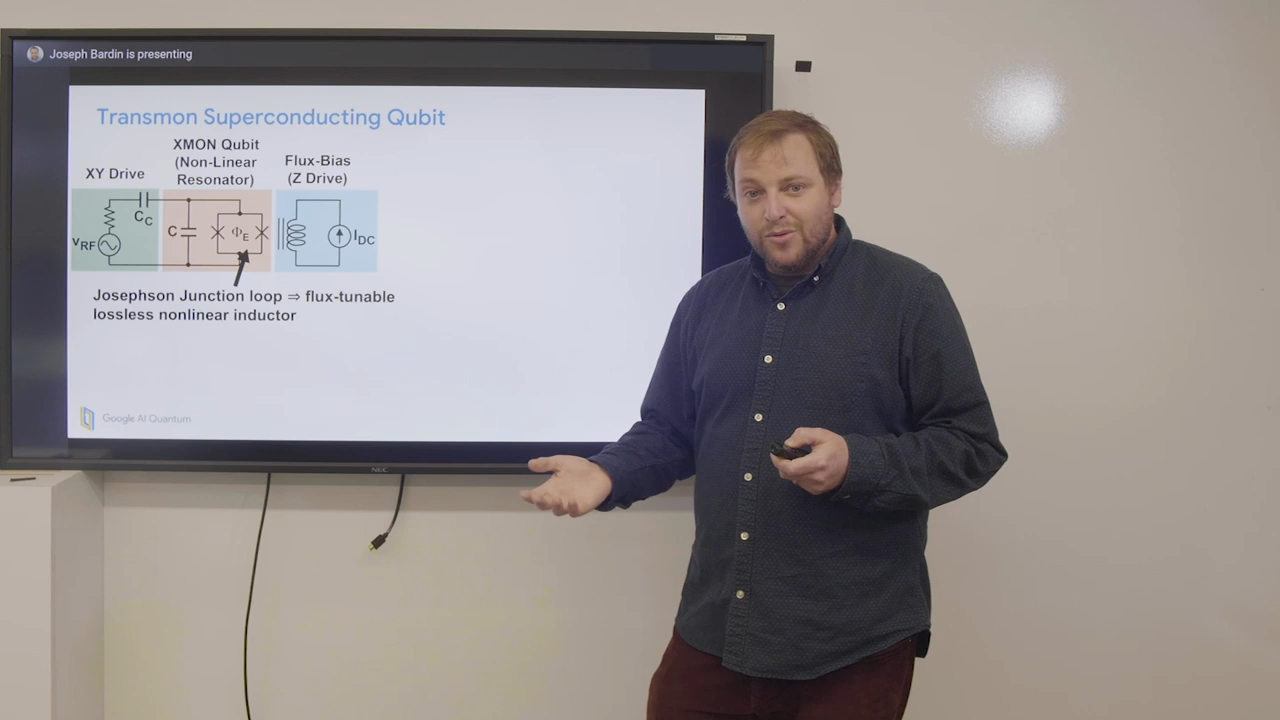 Joseph Bardin is presenting
Transmon Superconducting Qubit
XMON Qubit
(Non-Linear
Resonator)
Flux-Bias
(Z Drive)
XY Drive
C_C
V_RF
C
Φ_E
I_DC
Josephson Junction loop ⇒ flux-tunable
lossless nonlinear inductor
Google AI Quantum
NEC